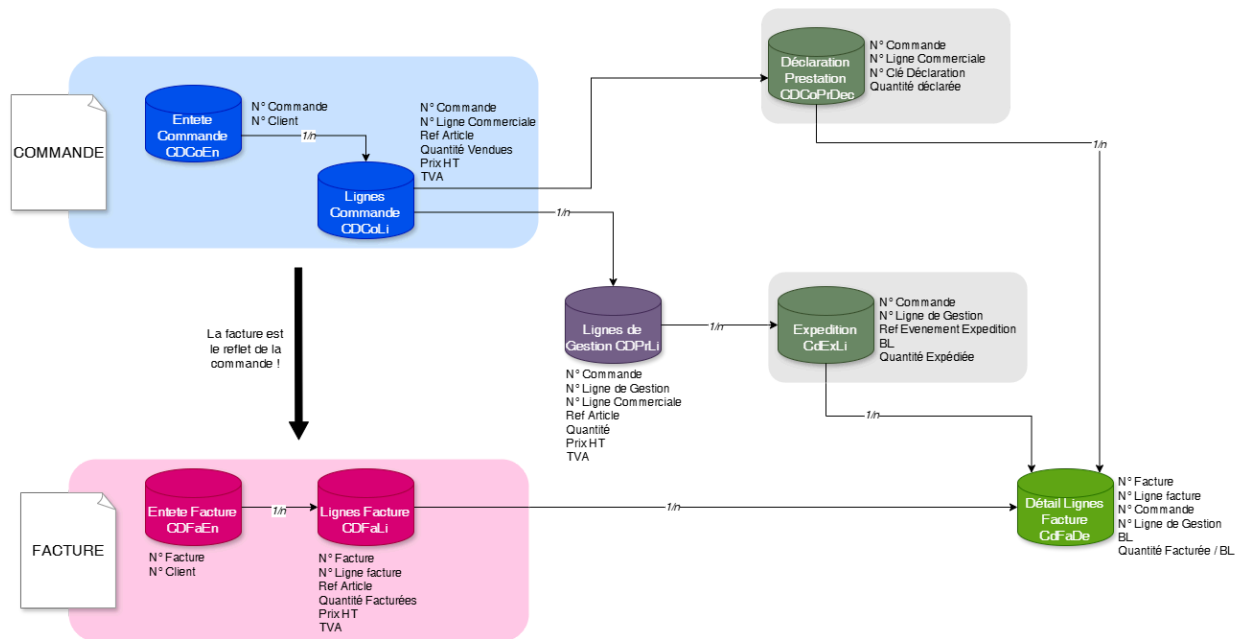 COMMANDE
Entete
Commande
CDCoEn
N° Commande
N° Client
1/n
Lignes
Commande
CDCoLi
N° Commande
N° Ligne Commerciale
Ref Article
Quantité Vendues
Prix HT
TVA
Déclaration
Prestation
CDCoPrDec
N° Commande
N° Ligne Commerciale
N° Clé Déclaration
Quantité déclarée
1/n
1/n
La facture est
le reflet de la
commande !
Lignes de
Gestion CDPrLi
N° Commande
N° Ligne de Gestion
N° Ligne Commerciale
Ref Article
Quantité
Prix HT
TVA
1/n
Expedition
CdExLi
N° Commande
N° Ligne de Gestion
Ref Evenement Expedition
BL
Quantité Expédiée
1/n
FACTURE
Entete Facture
CDFaEn
N° Facture
N° Client
1/n
Lignes Facture
CDFaLi
N° Facture
N° Ligne facture
Ref Article
Quantité Facturées
Prix HT
TVA
1/n
Détail Lignes
Facture
CdFaDe
N° Facture
N° Ligne facture
N° Commande
N° Ligne de Gestion
BL
Quantité Facturée / BL